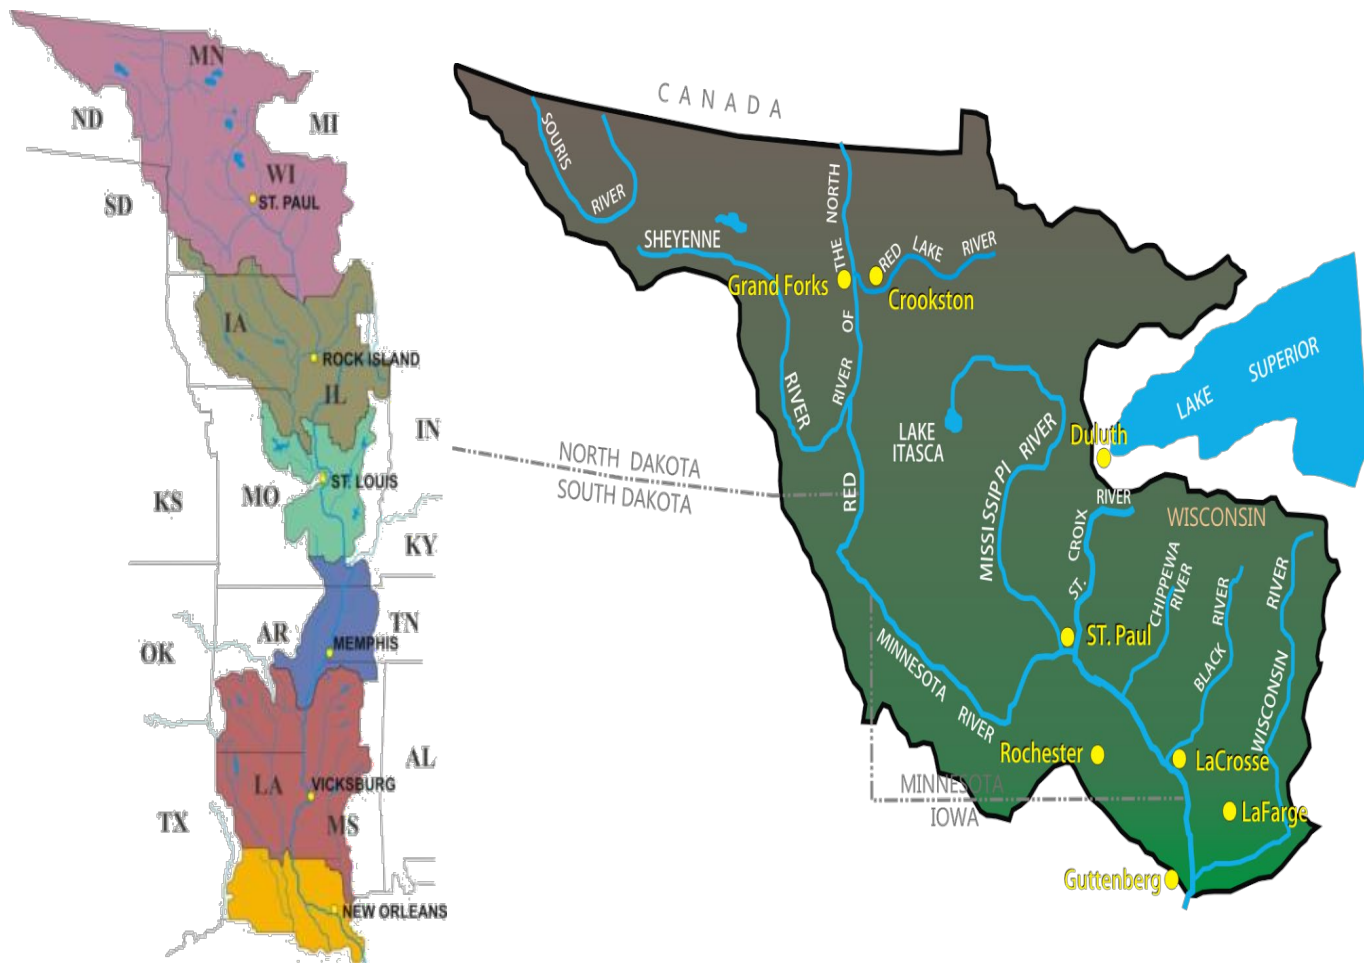 MN
ND
MI
WI
SD
ST. PAUL
IA
ROCK ISLAND
IL
IN
KS
MO
ST. LOUIS
KY
AR
TN
OK
MEMPHIS
LA
VICKSBURG
AL
TX
MS
NEW ORLEANS
CANADA
SOURIS
RIVER
SHEYENNE
RIVER
RED
RIVER
OF
THE
NORTH
Grand Forks
RED LAKE RIVER
Crookston
LAKE
ITASCA
MISSISSIPPI RIVER
LAKE SUPERIOR
Duluth
NORTH DAKOTA
SOUTH DAKOTA
ST. CROIX RIVER
WISCONSIN
CHIPPEWA
RIVER
BLACK RIVER
WISCONSIN RIVER
ST. Paul
MINNESOTA RIVER
Rochester
LaCrosse
MINNESOTA
IOWA
LaFarge
Guttenberg